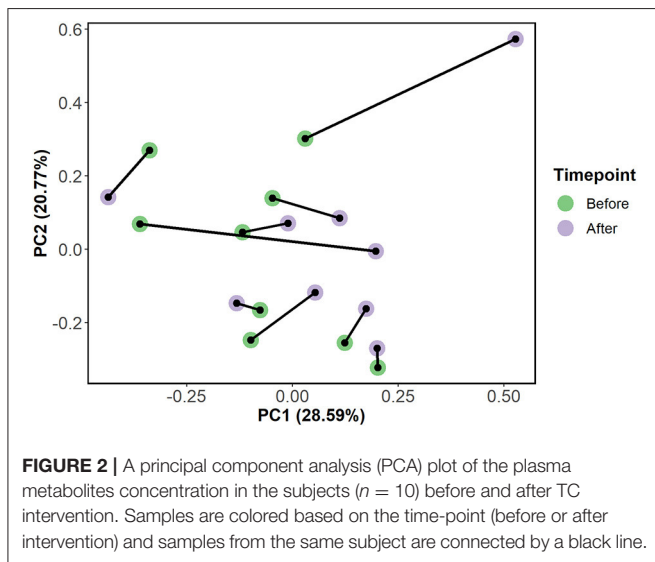 0.6
0.4
0.2
0.0
-0.2
PC2 (20.77%)
-0.25
0.00
0.25
0.50
PC1 (28.59%)
Timepoint
Before
After
FIGURE 2 | A principal component analysis (PCA) plot of the plasma
metabolites concentration in the subjects (n = 10) before and after TC
intervention. Samples are colored based on the time-point (before or after
intervention) and samples from the same subject are connected by a black line.